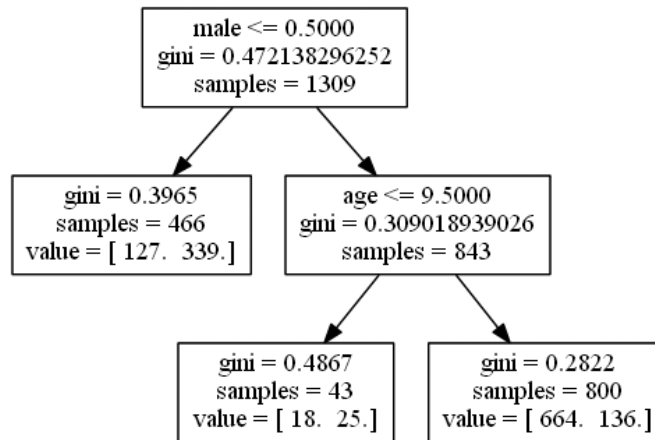 male <= 0.5000
gini = 0.472138296252
samples = 1309
gini = 0.3965
samples = 466
value = [ 127. 339.]
age <= 9.5000
gini = 0.309018939026
samples = 843
gini = 0.4867
samples = 43
value = [ 18. 25.]
gini = 0.2822
samples = 800
value = [ 664. 136.]